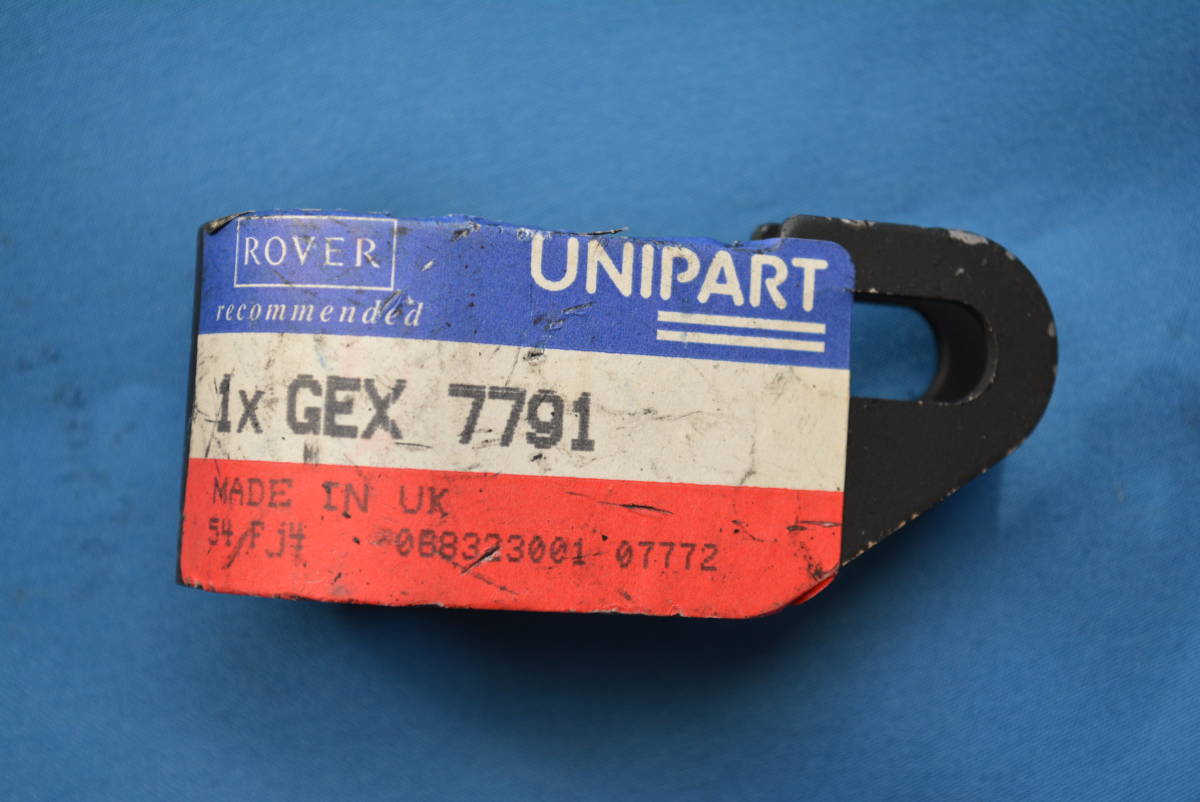 ROVER
recommended
UNIPART
1x GEX 7791
MADE IN UK
54/FJ4 068323001 07772